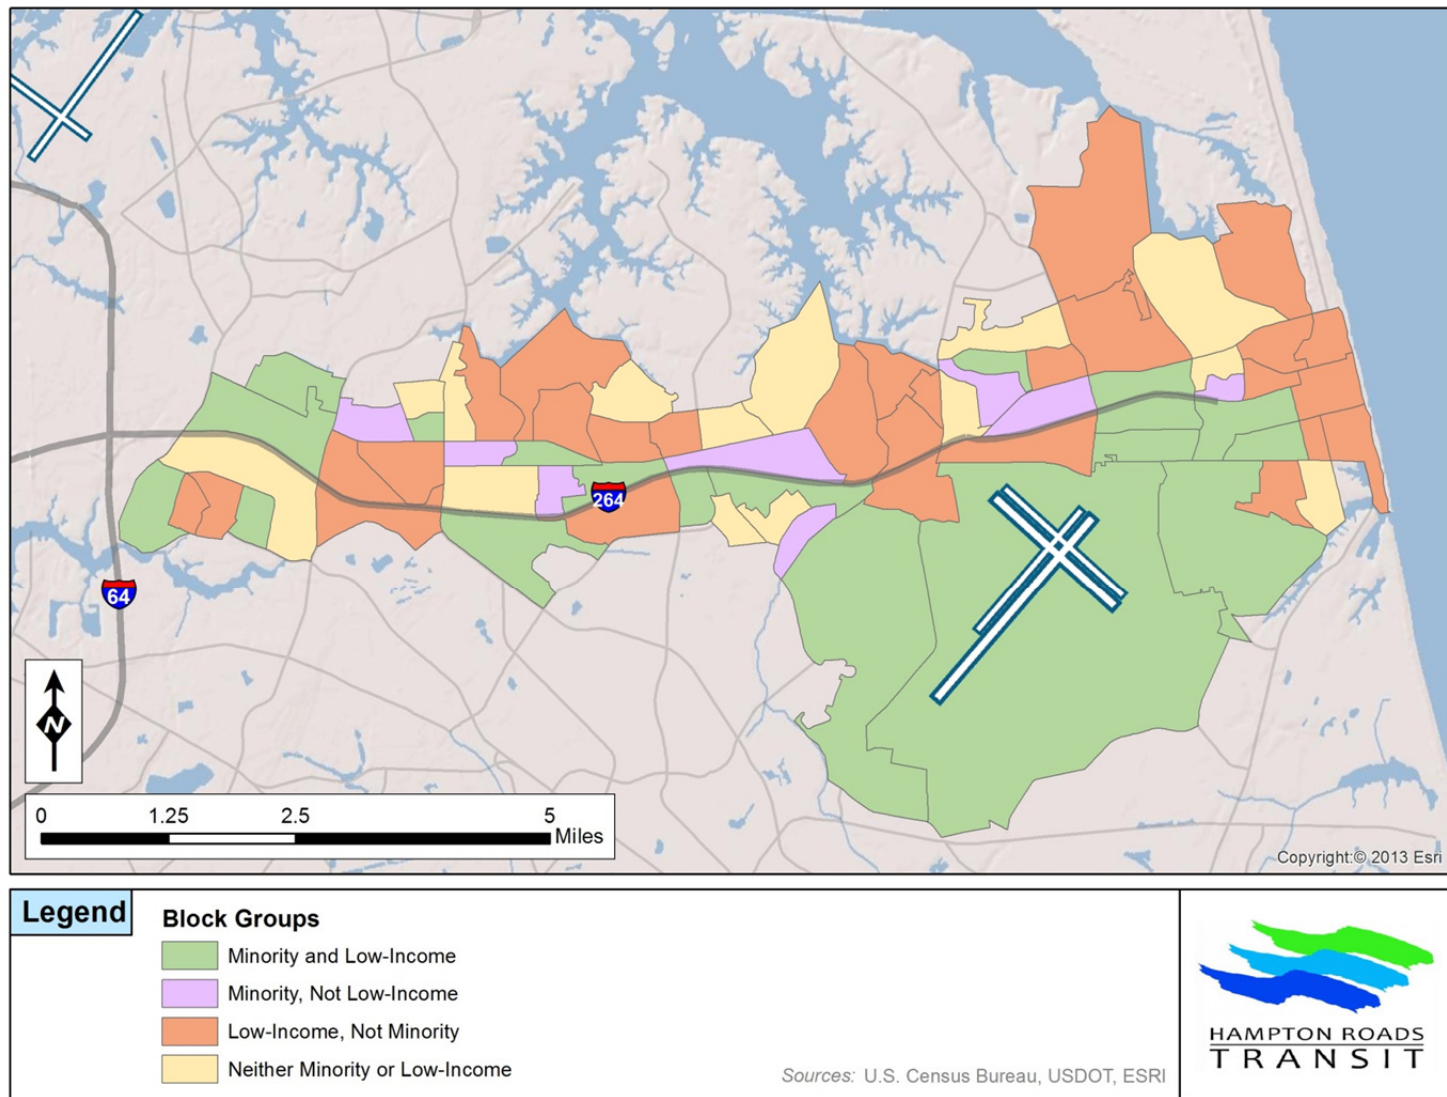 264
64
N
0 1.25 2.5 5
Miles
Copyright:© 2013 Esri
Legend
Block Groups
Minority and Low-Income
Minority, Not Low-Income
Low-Income, Not Minority
Neither Minority or Low-Income
Sources: U.S. Census Bureau, USDOT, ESRI
HAMPTON ROADS
TRANSIT